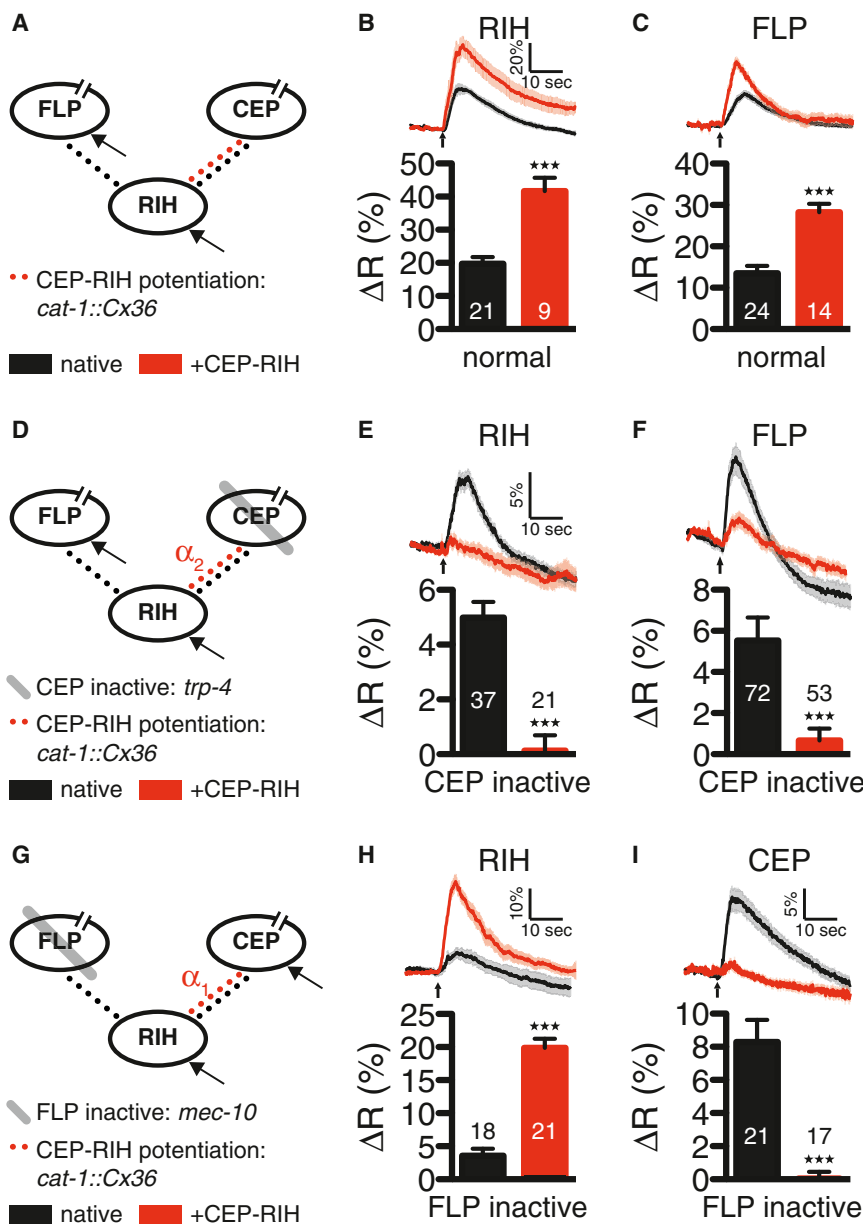 A
FLP
CEP
RIH
CEP-RIH potentiation:
cat-1::Cx36
native
+CEP-RIH
B
RIH
20%
10 sec
ΔR (%)
50
40
30
20
10
0
★★★
21
9
normal
C
FLP
ΔR (%)
40
30
20
10
0
★★★
24
14
normal
D
FLP
CEP
α2
RIH
CEP inactive: trp-4
CEP-RIH potentiation:
cat-1::Cx36
native
+CEP-RIH
E
RIH
5%
10 sec
ΔR (%)
6
4
2
0
37
21
★★★
CEP inactive
F
FLP
ΔR (%)
8
6
4
2
0
72
53
★★★
CEP inactive
G
FLP
CEP
α1
RIH
FLP inactive: mec-10
CEP-RIH potentiation:
cat-1::Cx36
native
+CEP-RIH
H
RIH
10%
10 sec
ΔR (%)
25
20
15
10
5
0
★★★
18
21
FLP inactive
I
CEP
5%
10 sec
ΔR (%)
10
8
6
4
2
0
21
17
★★★
FLP inactive